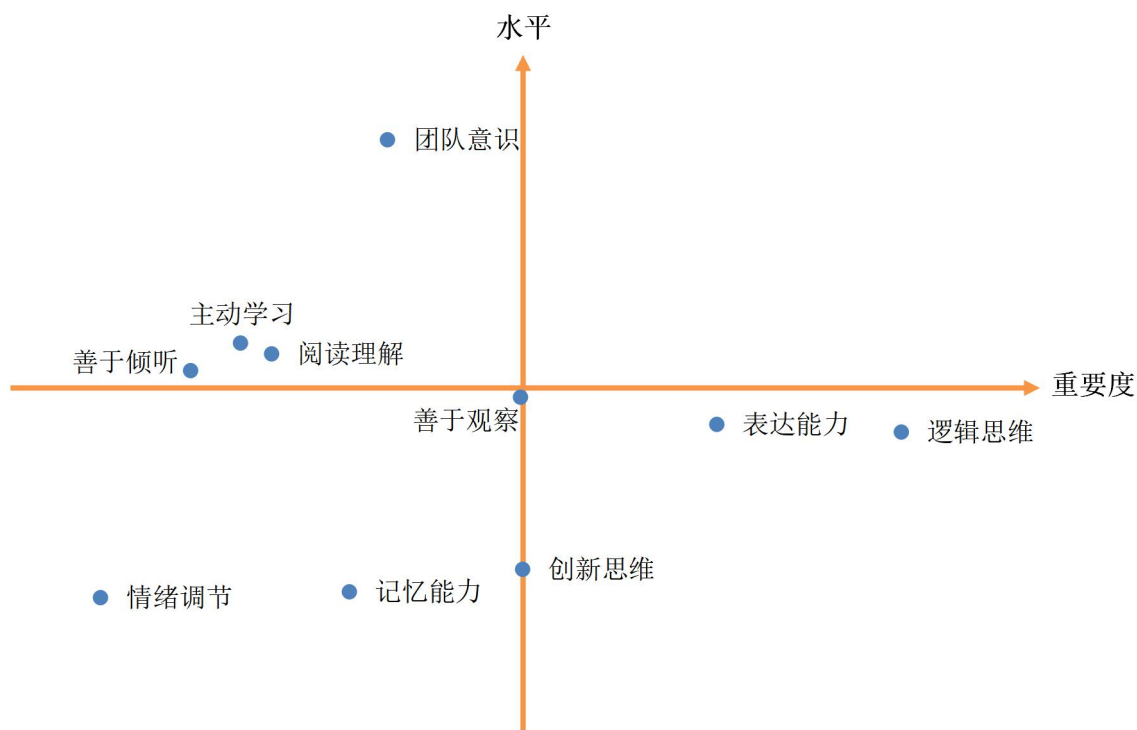 水平
团队意识
主动学习
善于倾听
阅读理解
重要度
善于观察
表达能力
逻辑思维
创新思维
情绪调节
记忆能力